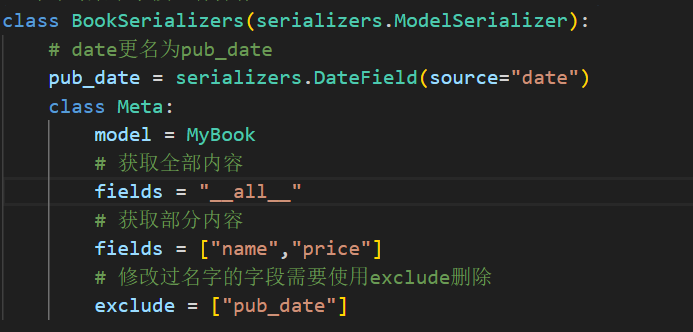 class BookSerializers(serializers.ModelSerializer):
# date更名为pub_date
pub_date = serializers.DateField(source="date")
class Meta:
model = MyBook
# 获取全部内容
fields = "__all__"
# 获取部分内容
fields = ["name","price"]
# 修改过名字的字段需要使用exclude删除
exclude = ["pub_date"]